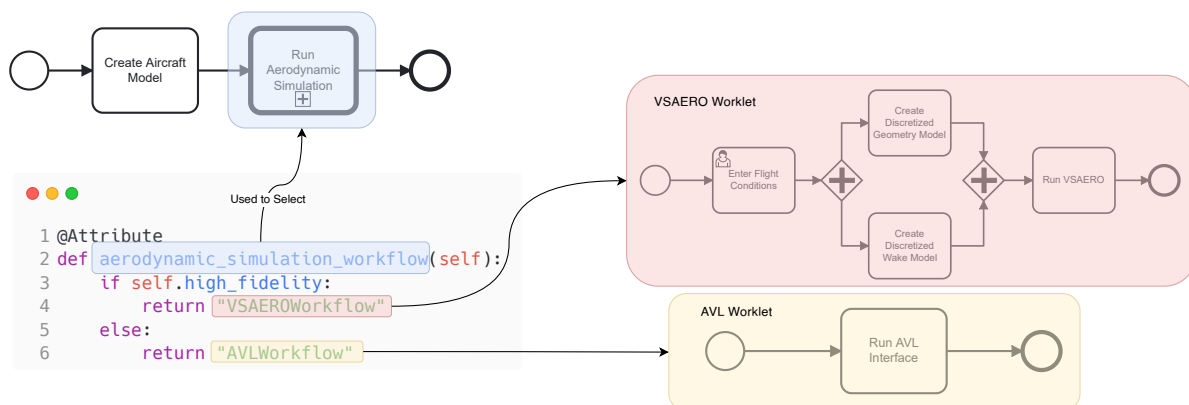 Create Aircraft
Model
Run
Aerodynamic
Simulation
Used to Select
1 @Attribute
2 def aerodynamic_simulation_workflow(self):
3 if self.high_fidelity:
4 return "VSAEROWorkflow"
5 else:
6 return "AVLWorkflow"
VSAERO Worklet
Enter Flight
Conditions
Create
Discretized
Geometry Model
Create
Discretized
Wake Model
Run VSAERO
AVL Worklet
Run AVL
Interface